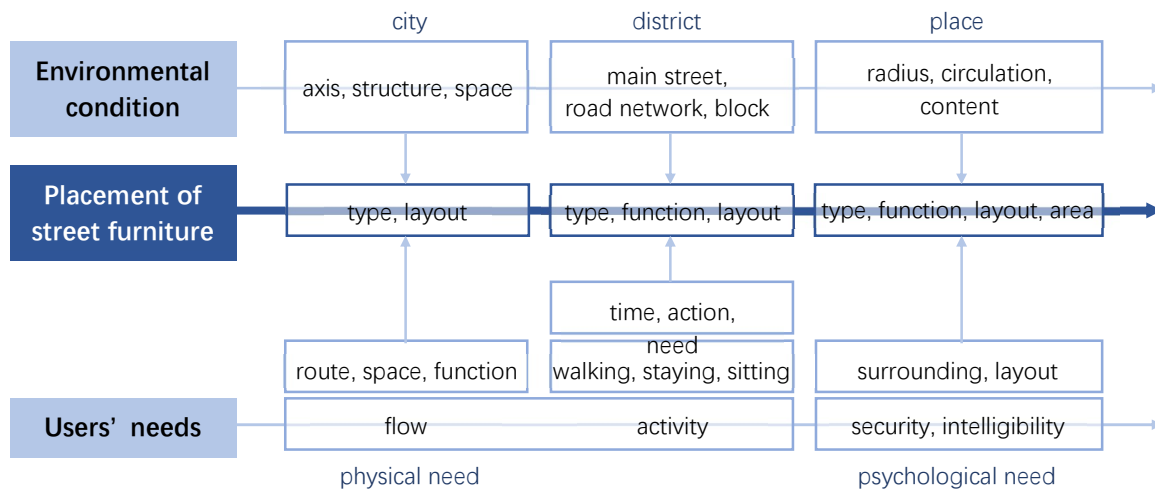 city
district
place
Environmental
condition
axis, structure, space
main street,
road network, block
radius, circulation,
content
Placement of
street furniture
type, layout
type, function, layout
type, function, layout, area
time, action,
need
route, space, function
walking, staying, sitting
surrounding, layout
Users’ needs
flow
activity
security, intelligibility
physical need
psychological need